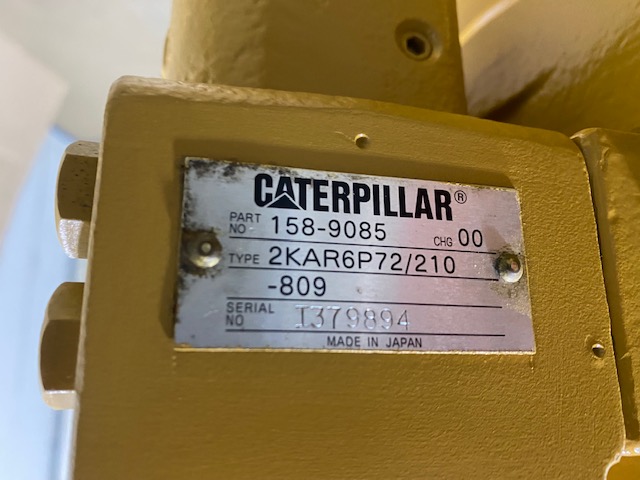 CATERPILLAR®
PART NO 158-9085 CHG 00
TYPE 2KAR6P72/210
-809
SERIAL NO I379894
MADE IN JAPAN